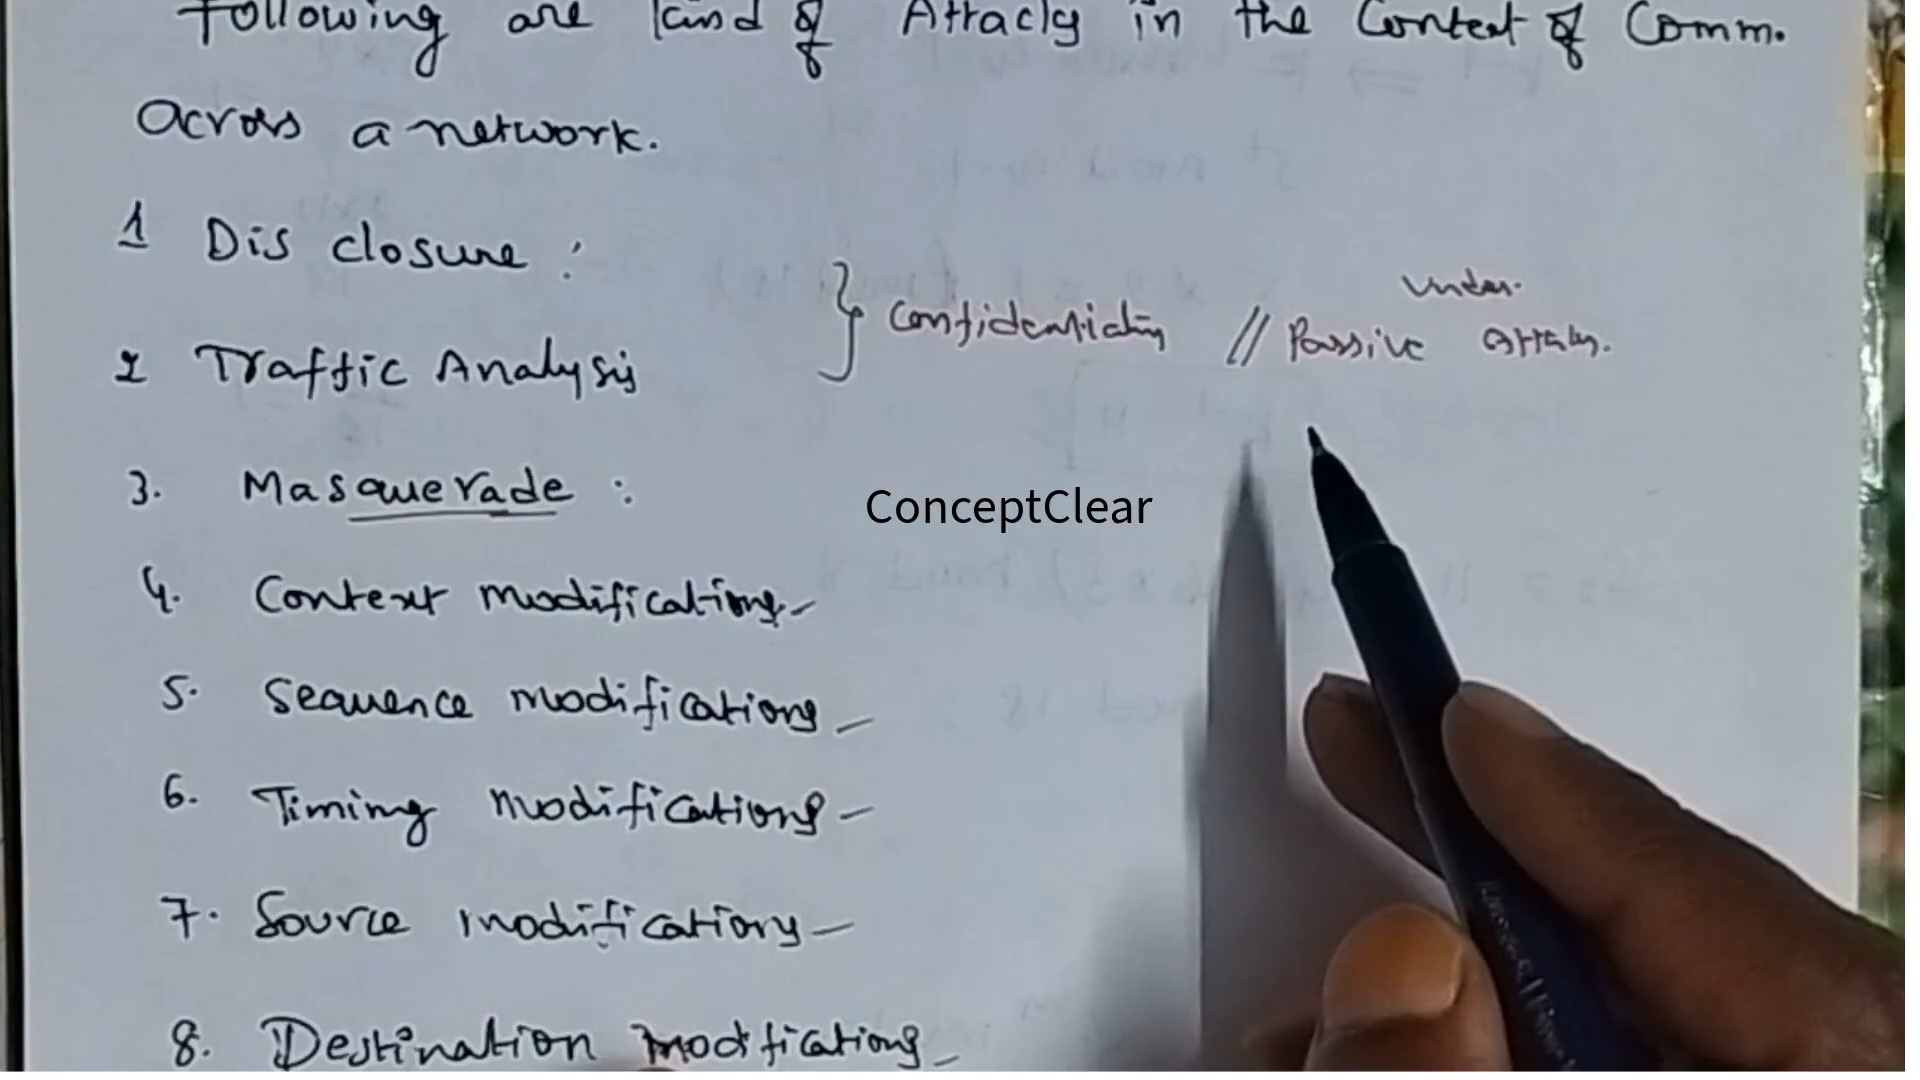 Following are kind of Attacks in the Context of Comm.
across a network.
1 Dis closure :
2 Traffic Analysis
} Confidentiality // Passive attacks.
under.
3. Masquerade :
ConceptClear
4. Context modifications-
5. Sequence modifications-
6. Timing modifications-
7. Source modifications-
8. Destination modifications-